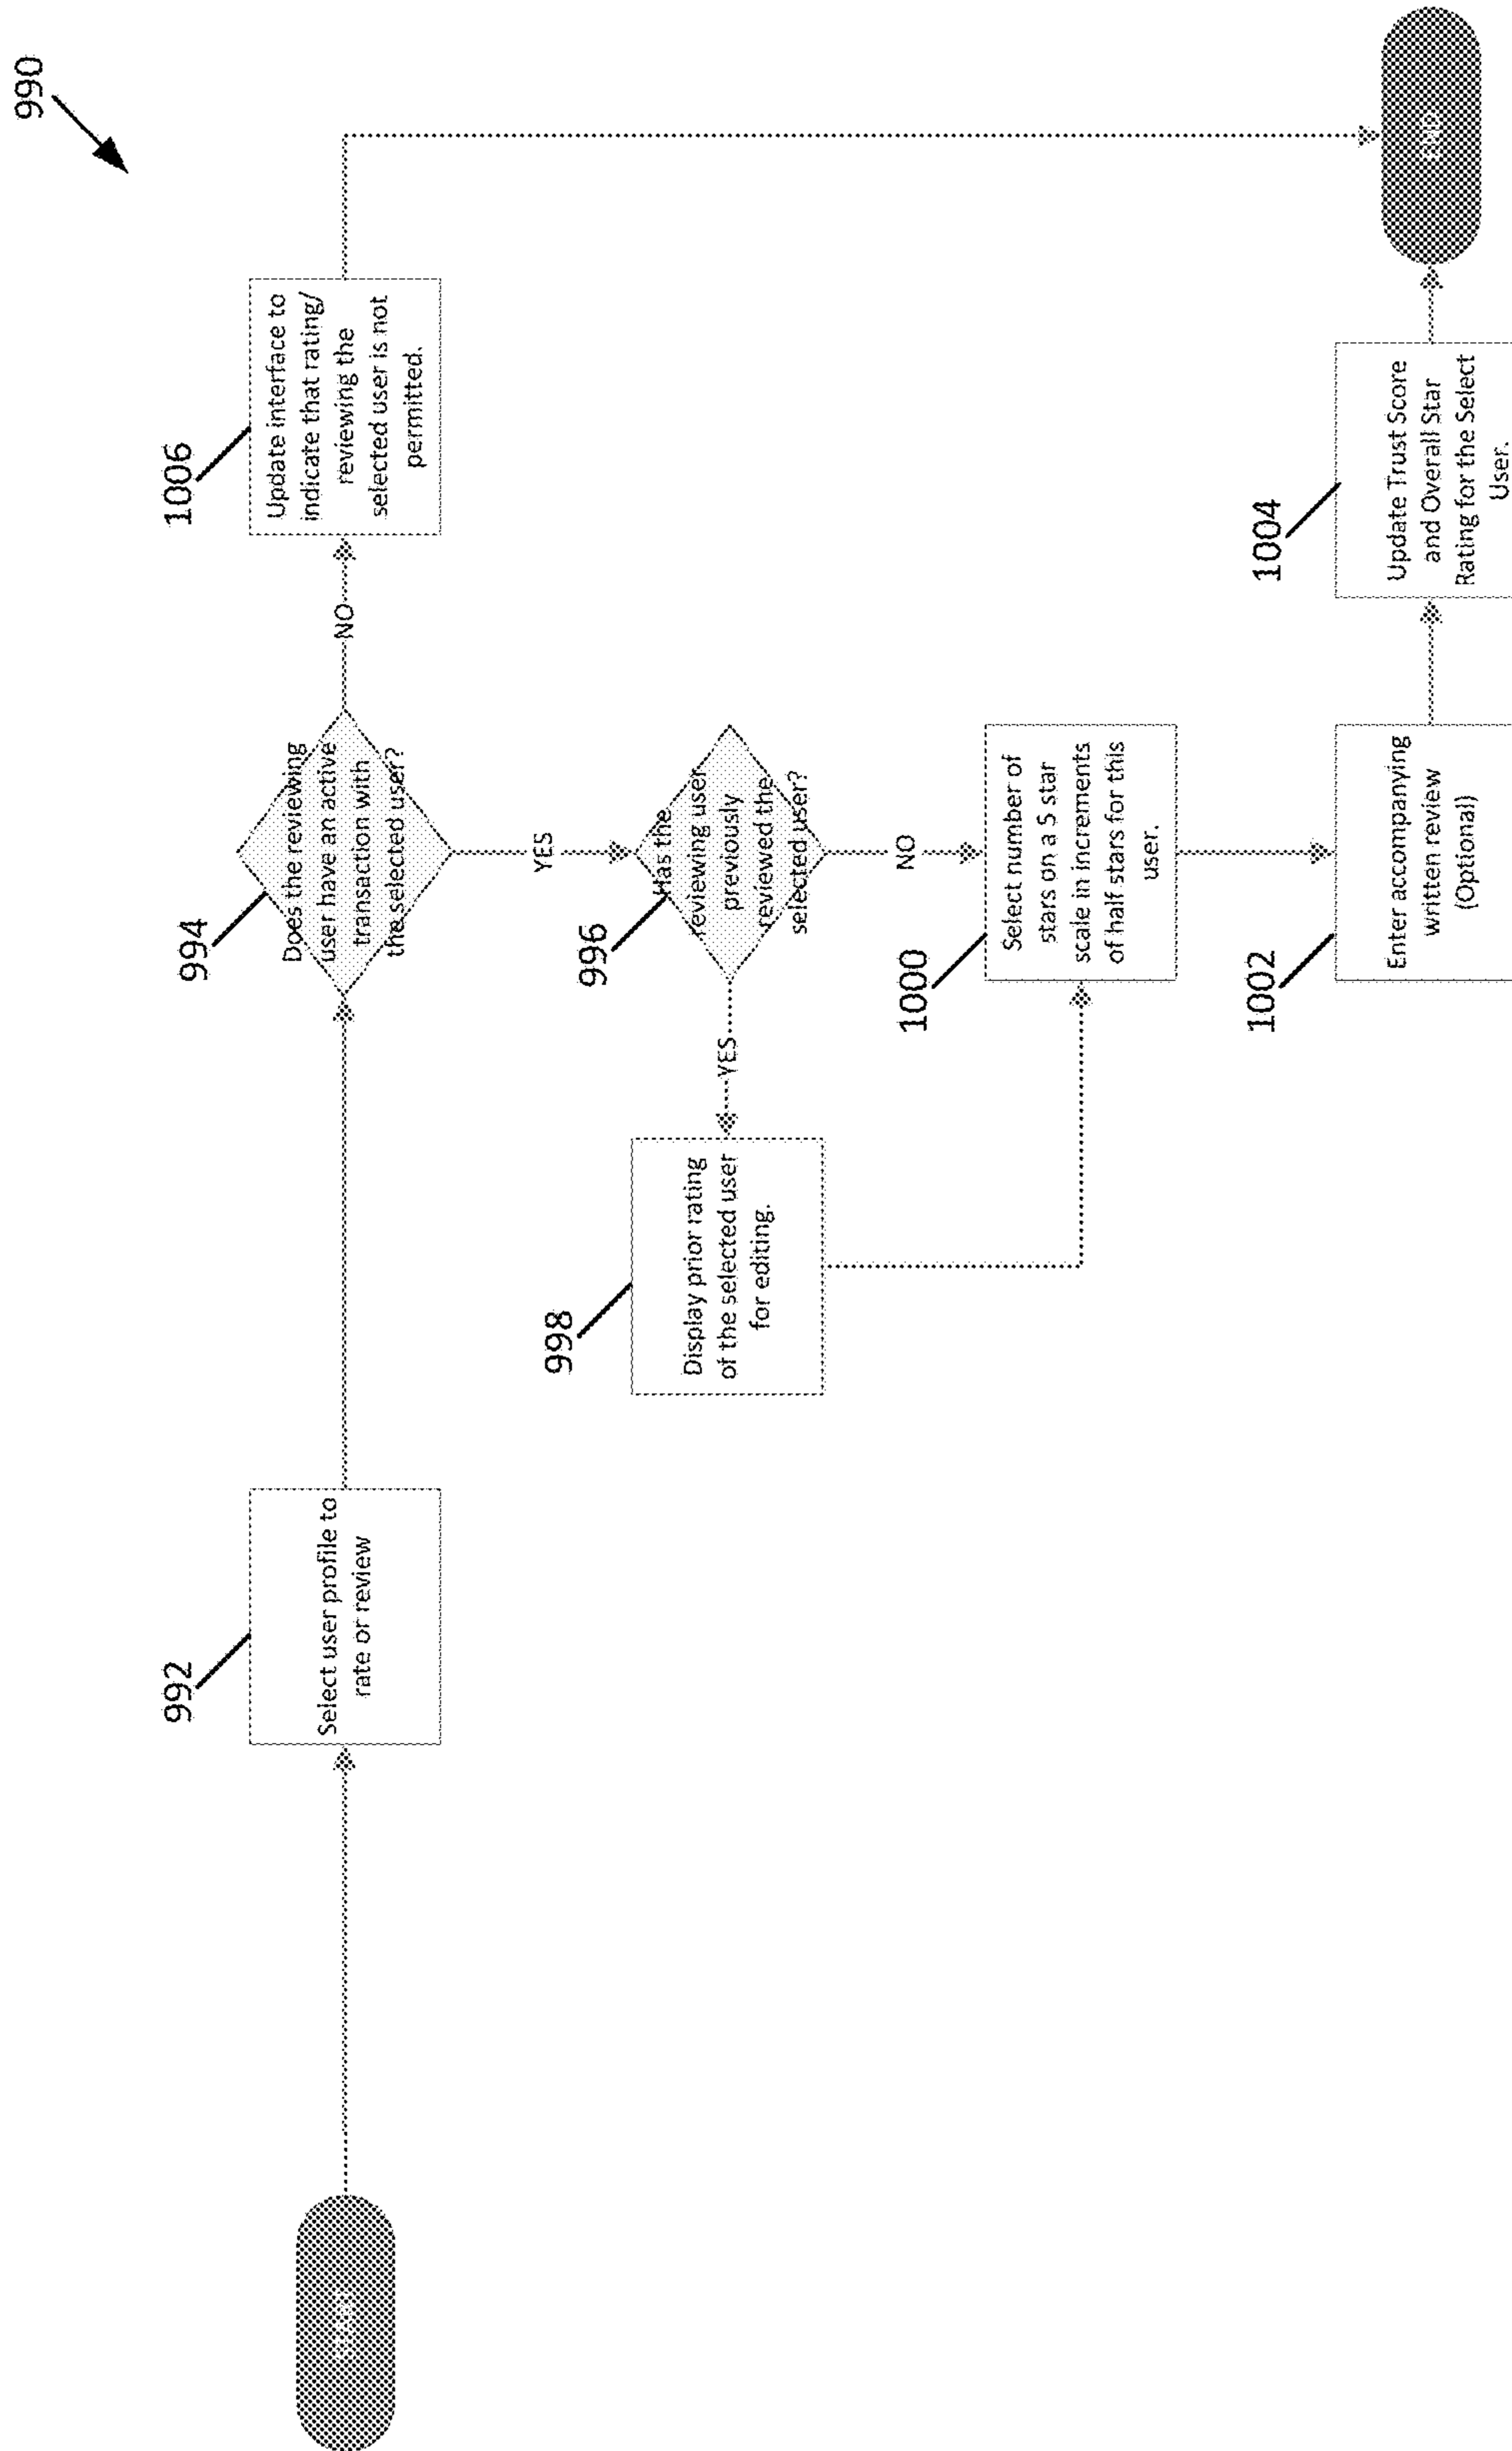 990
992
Select user profile to
rate or review
994
Does the reviewing
user have an active
transaction with
the selected user?
NO
1006
Update interface to
indicate that rating/
reviewing the
selected user is not
permitted.
YES
996
Has the
reviewing user
previously
reviewed the
selected user?
YES
998
Display prior rating
of the selected user
for editing.
NO
1000
Select number of
stars on a 5 star
scale in increments
of half stars for this
user.
1002
Enter accompanying
written review
(Optional)
1004
Update Trust Score
and Overall Star
Rating for the Select
User.
END